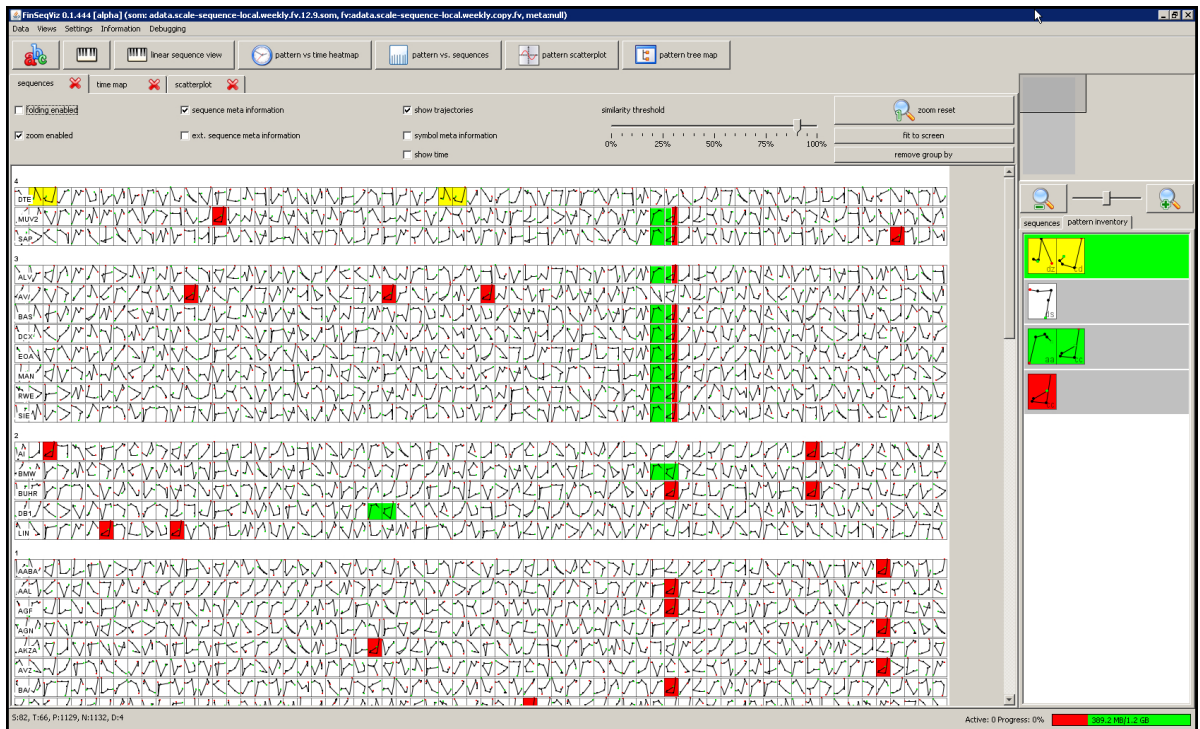 FinSeqViz 0.1.444 [alpha] (som: adata.scale-sequence-local.weekly.fv.12.9.som, fv:adata.scale-sequence-local.weekly.copy.fv, meta:null)
Data Views Settings Information Debugging
abc linear sequence view pattern vs time heatmap pattern vs. sequences pattern scatterplot pattern tree map
sequences time map scatterplot
folding enabled sequence meta information show trajectories similarity threshold zoom reset
zoom enabled ext. sequence meta information symbol meta information fit to screen
0% 25% 50% 75% 100%
show time remove group by
sequences pattern inventory
4
DTE
MUV2
SAP
3
ALV
AVI
BAS
DCX
EOA
MAN
RWE
SIE
2
AI
BMW
BUHR
DB1
LIN
1
AABA
AAL
AGF
AGN
AKZA
AVZ
BAI
dz d
ds
aa c
S:82, T:66, P:1129, N:1132, D:4
Active: 0 Progress: 0% 389.2 MB/1.2 GB